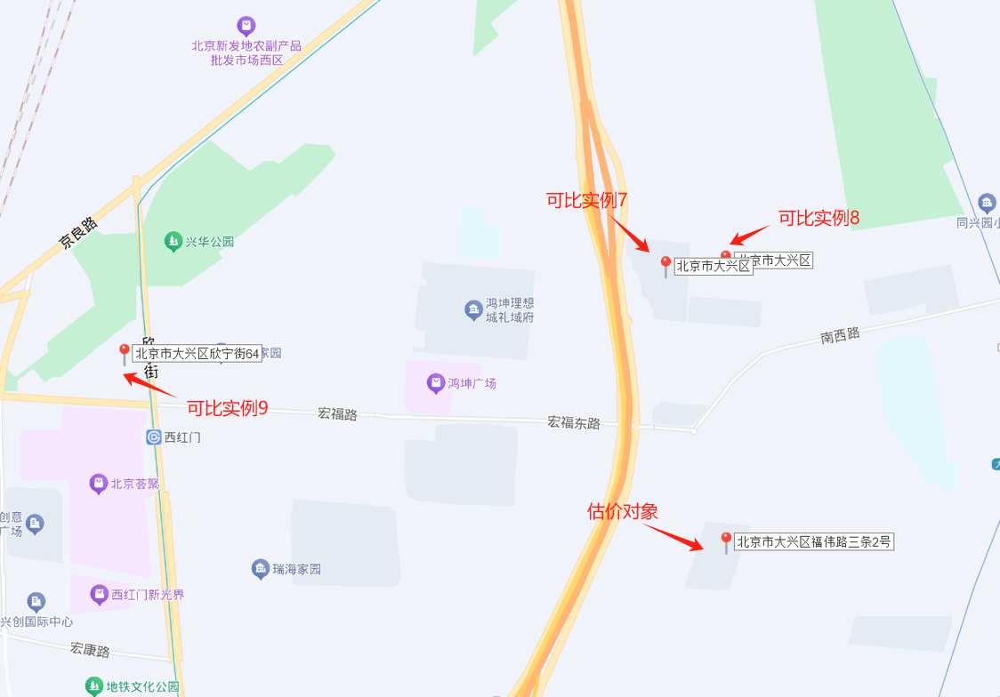 北京新发地农副产品
批发市场西区
京良路
兴华公园
可比实例7
可比实例8
同兴园小
北京市大兴区
北京市大兴区
鸿坤理想
城礼域府
南西路
欣
街
北京市大兴区欣宁街64
家园
鸿坤广场
可比实例9
宏福路
宏福东路
西红门
北京荟聚
创意
广场
估价对象
北京市大兴区福伟路三条2号
瑞海家园
西红门新光界
兴创国际中心
宏康路
地铁文化公园